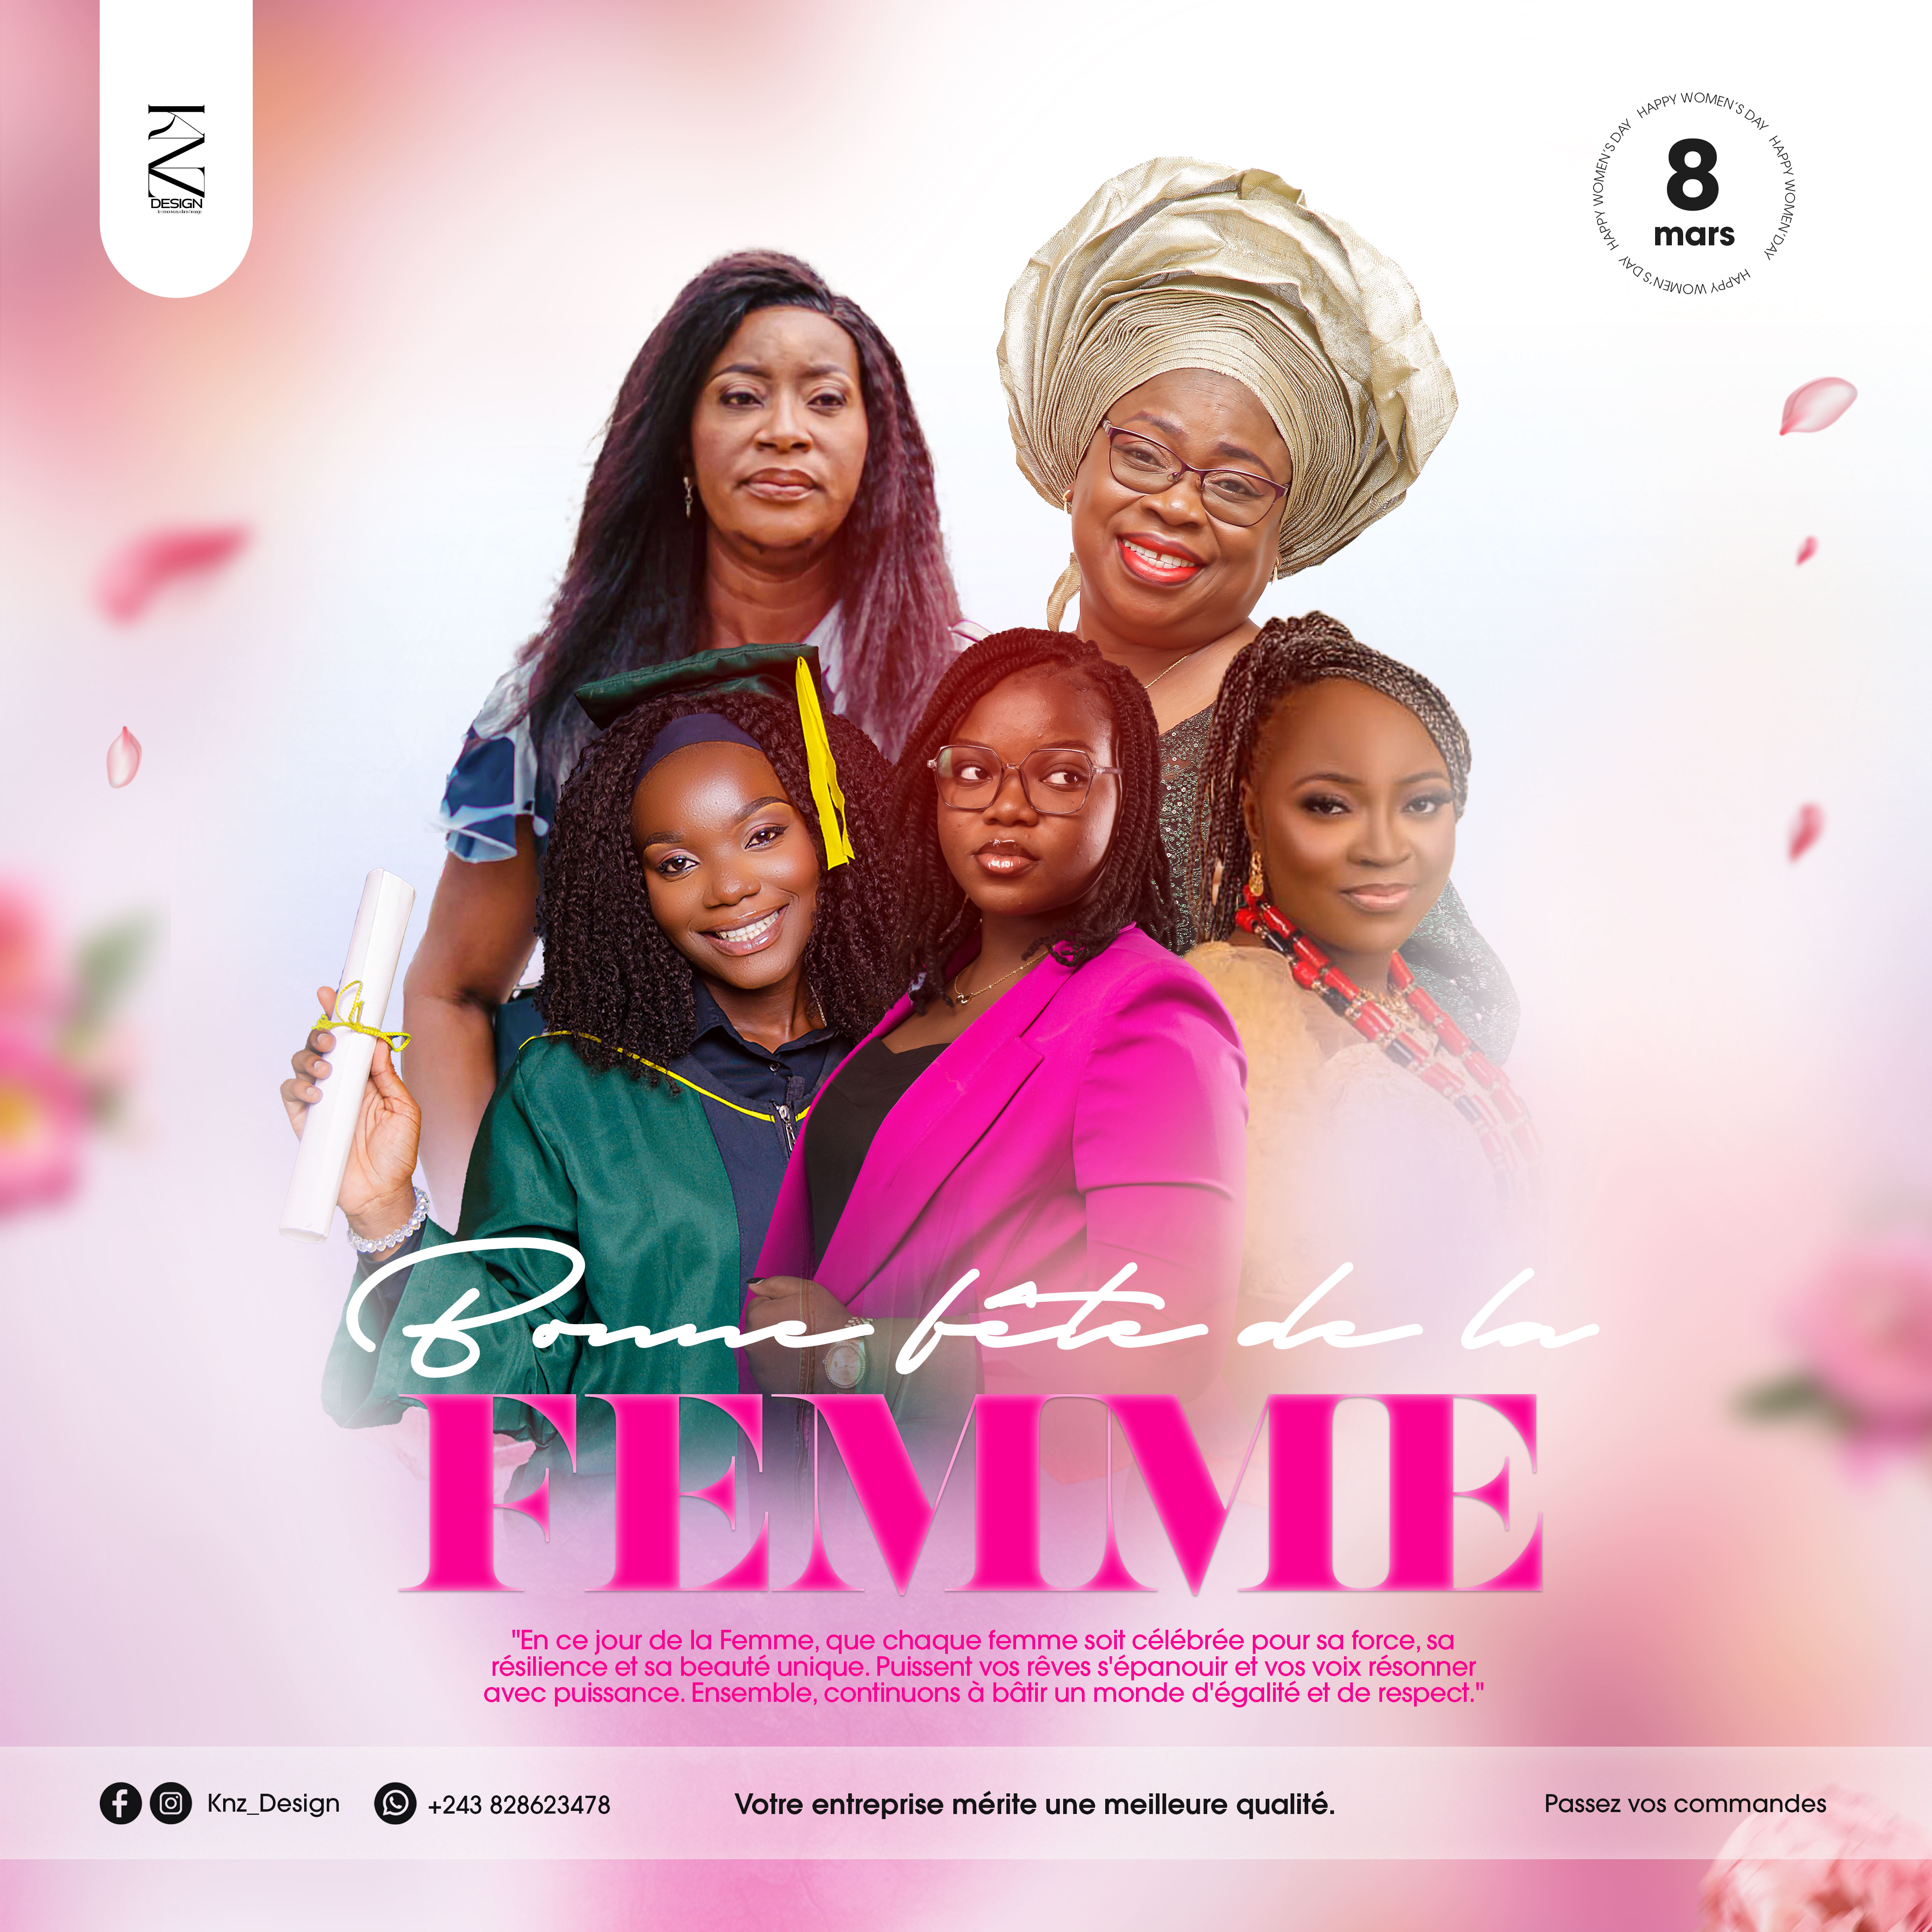 KNZ
DESIGN
HAPPY WOMEN'S DAY HAPPY WOMEN'S DAY HAPPY WOMEN'DAY HAPPY WOMEN'S DAY
8
mars
Bonne fête de la
FEMME
"En ce jour de la Femme, que chaque femme soit célébrée pour sa force, sa
résilience et sa beauté unique. Puissent vos rêves s'épanouir et vos voix résonner
avec puissance. Ensemble, continuons à bâtir un monde d'égalité et de respect."
Knz_Design
+243 828623478
Votre entreprise mérite une meilleure qualité.
Passez vos commandes